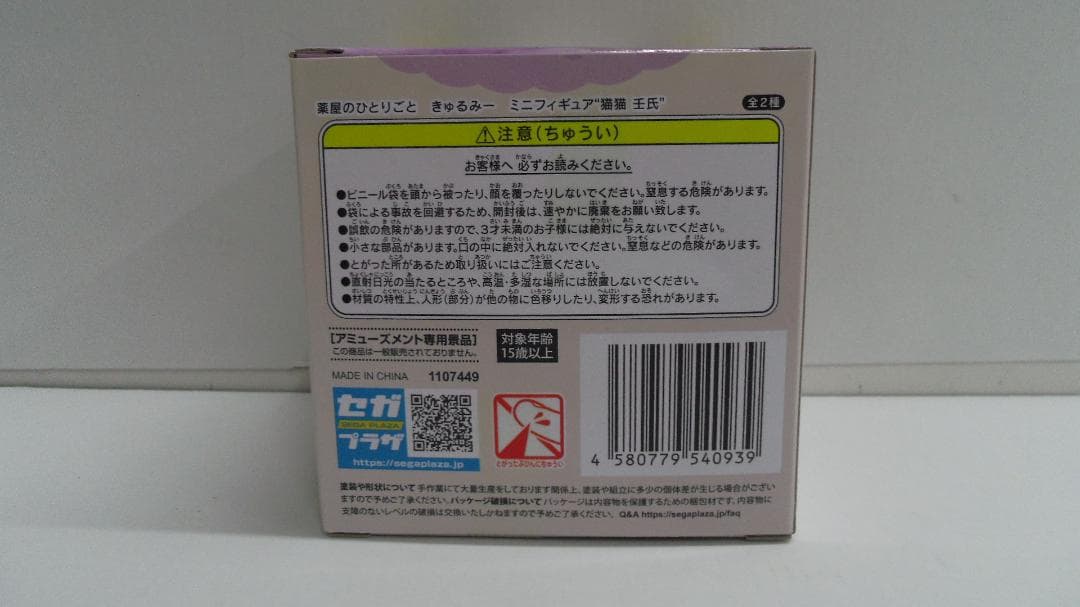 薬屋のひとりごと きゅるみー ミニフィギュア“猫猫 壬氏” 全2種
⚠注意(ちゅうい)
お客様へ 必ずお読みください。
●ビニール袋を頭から被ったり、顔を覆ったりしないでください。窒息する危険があります。
●袋による事故を回避するため、開封後は、速やかに廃棄をお願い致します。
●誤飲の危険がありますので、3才未満のお子様には絶対に与えないでください。
●小さな部品があります。口の中に絶対入れないでください。窒息などの危険があります。
●とがった所があるため取り扱いにはご注意ください。
●直射日光の当たるところや、高温・多湿な場所には放置しないでください。
●材質の特性上、人形(部分)が他の物に色移りしたり、変形する恐れがあります。
[アミューズメント専用景品]
この商品は一般販売されておりません。
対象年齢
15歳以上
MADE IN CHINA 1107449
セガ
SEGA PLAZA
プラザ
https://segaplaza.jp
とがったぶひんにちゅうい
4 580779 540939
塗装や形状について 手作業にて大量生産をしております関係上、塗装や組立に多少の個体差が生じる場合がござい
ますので予めご了承ください。パッケージ破損について パッケージは内容物を保護するための梱包材です。内容物に
支障のないレベルの破損は交換いたしかねますので予めご了承ください。 Q&A https://segaplaza.jp/faq